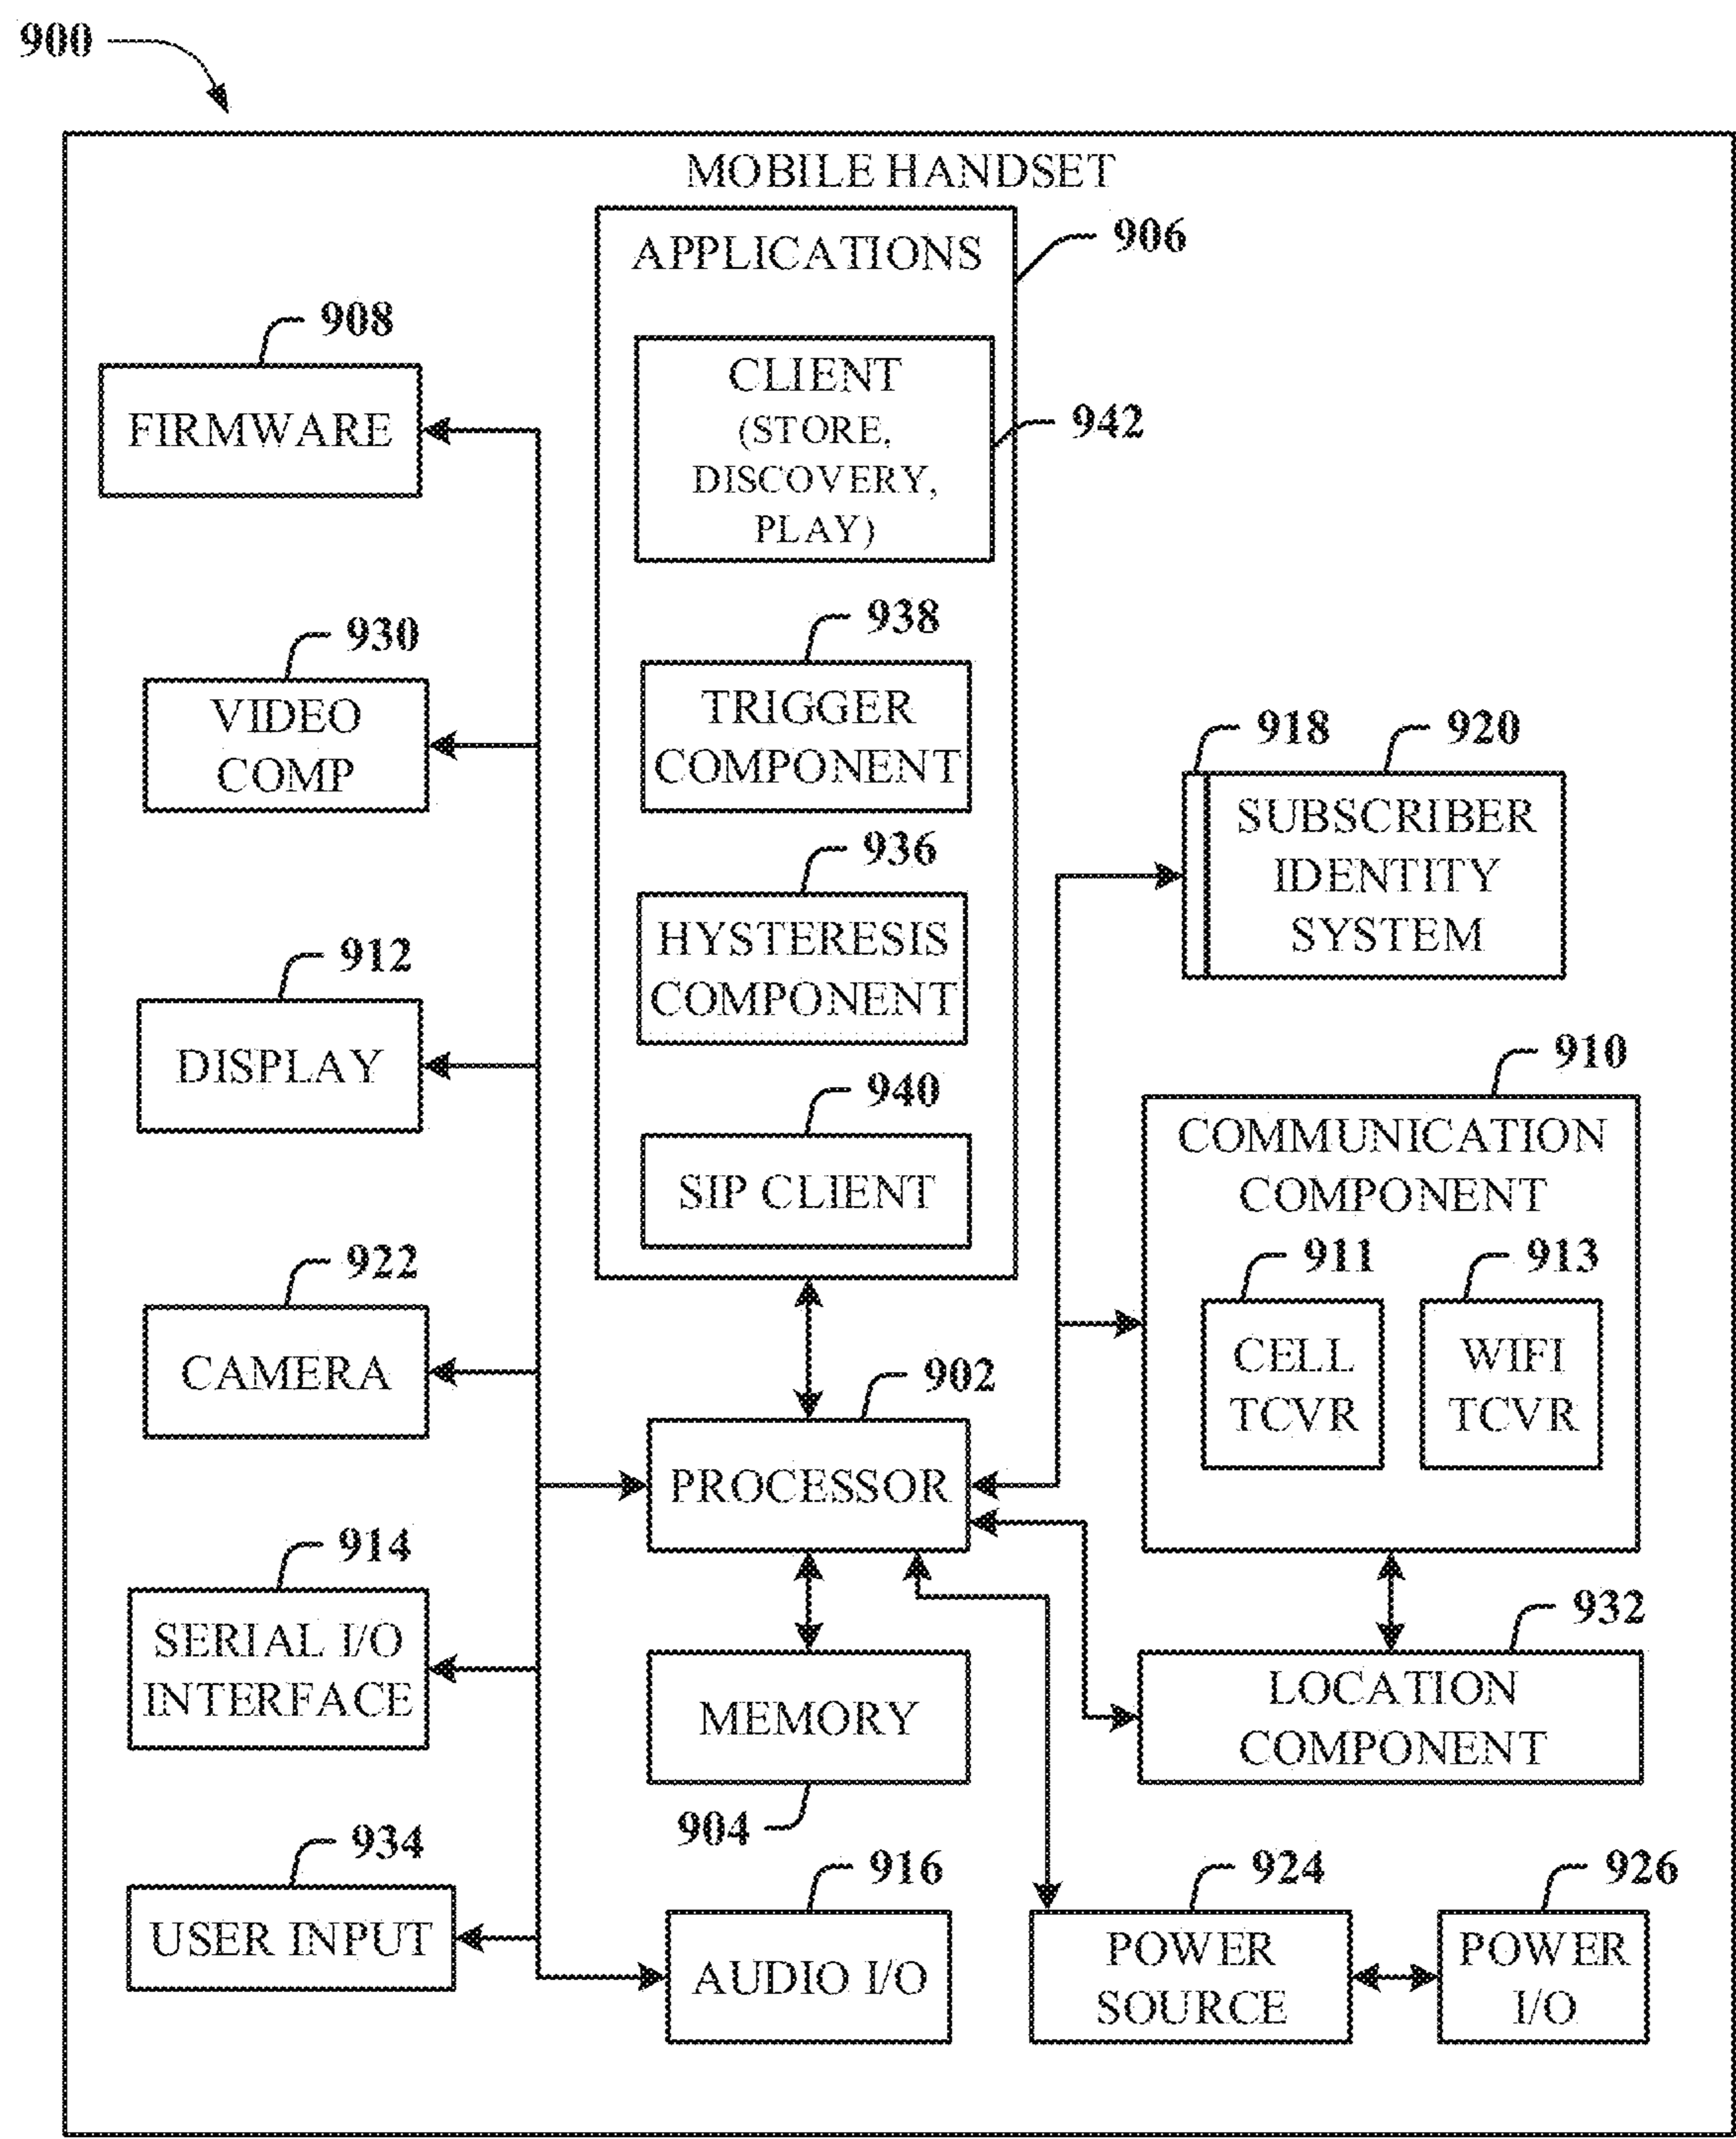 900
MOBILE HANDSET
APPLICATIONS
906
CLIENT
(STORE,
DISCOVERY,
PLAY)
942
938
TRIGGER
COMPONENT
936
HYSTERESIS
COMPONENT
940
SIP CLIENT
908
FIRMWARE
930
VIDEO
COMP
912
DISPLAY
922
CAMERA
914
SERIAL I/O
INTERFACE
934
USER INPUT
902
PROCESSOR
MEMORY
904
916
AUDIO I/O
918
920
SUBSCRIBER
IDENTITY
SYSTEM
910
COMMUNICATION
COMPONENT
911
CELL
TCVR
913
WIFI
TCVR
932
LOCATION
COMPONENT
924
POWER
SOURCE
926
POWER
I/O